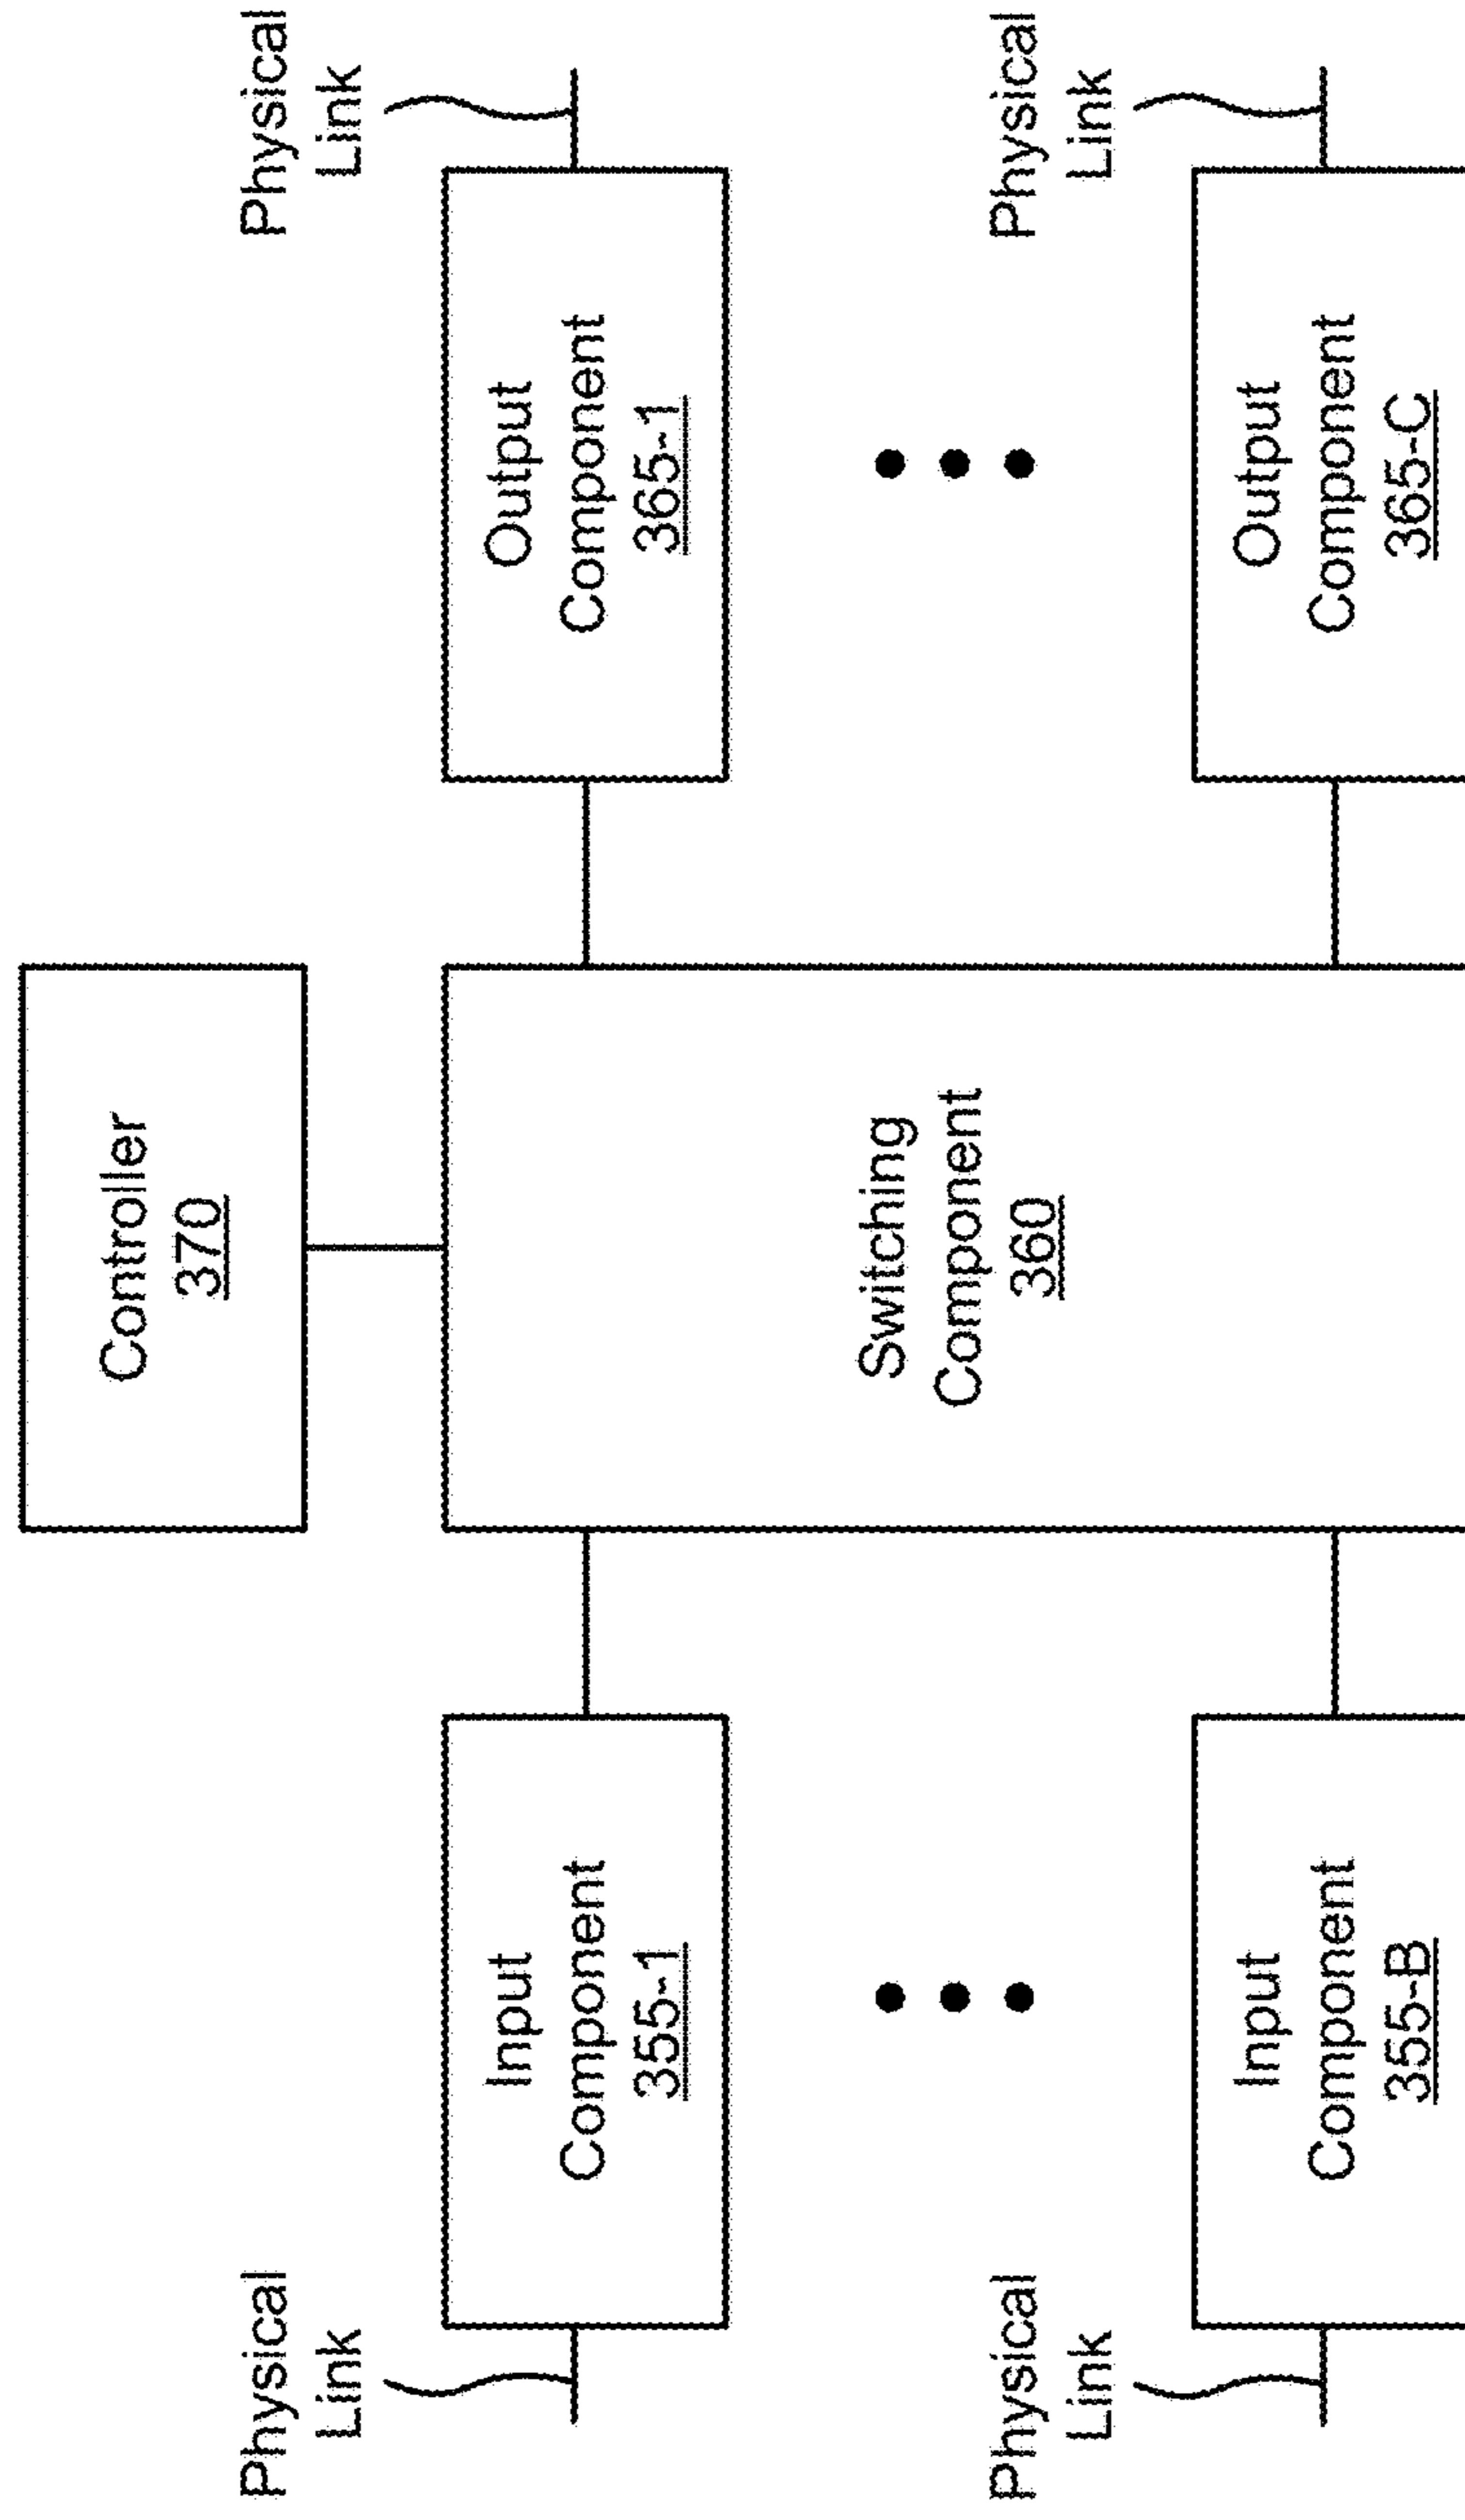 Controller
370
Physical
Link
Input
Component
355-1
Switching
Component
360
Physical
Link
Output
Component
365-1
Physical
Link
Input
Component
355-B
Physical
Link
Output
Component
365-C